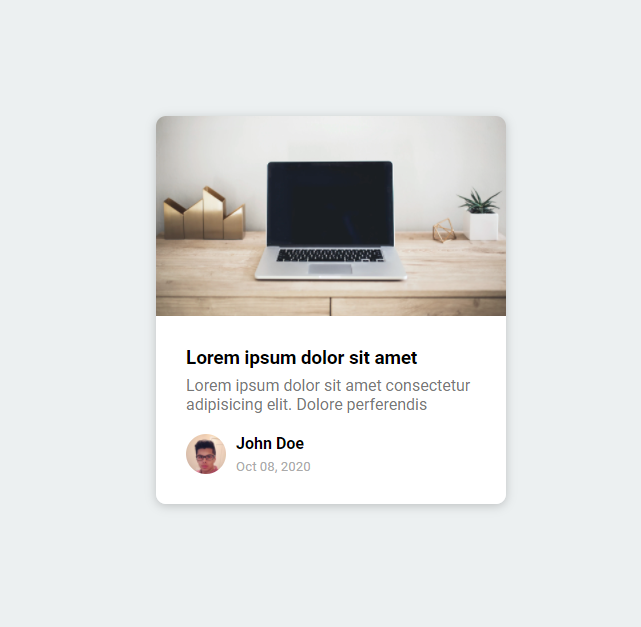 Lorem ipsum dolor sit amet
Lorem ipsum dolor sit amet consectetur
adipisicing elit. Dolore perferendis
John Doe
Oct 08, 2020